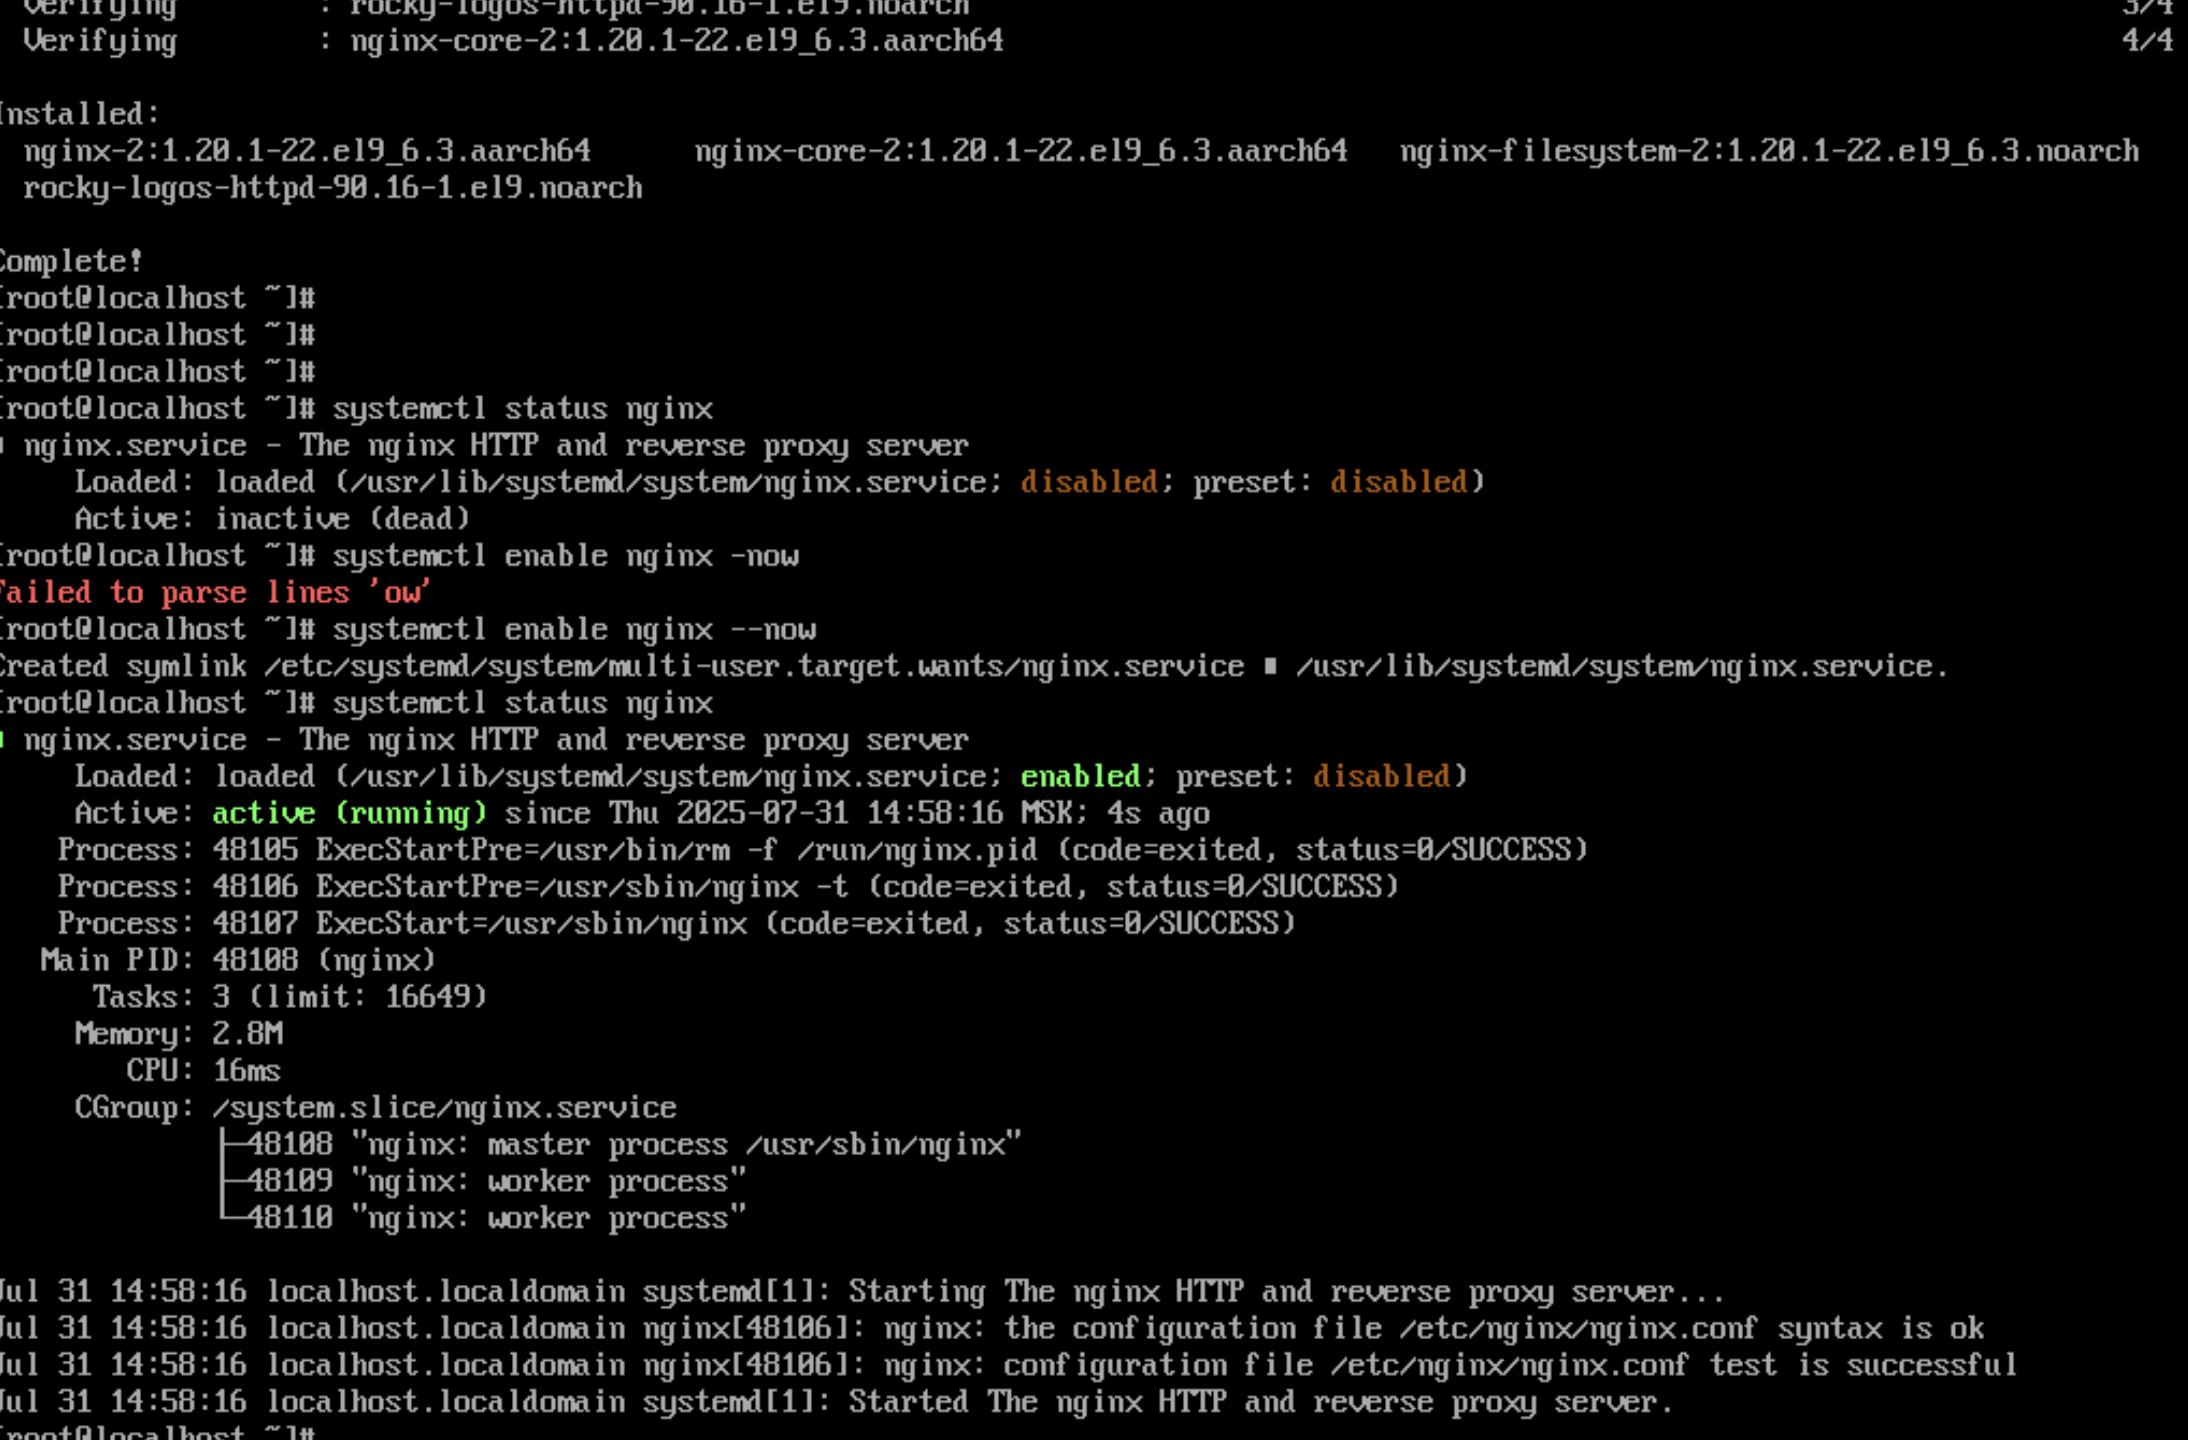 Verifying        : rocky-logos-httpd-90.16-1.el9.noarch        3/4
Verifying        : nginx-core-2:1.20.1-22.el9_6.3.aarch64        4/4
Installed:
nginx-2:1.20.1-22.el9_6.3.aarch64      nginx-core-2:1.20.1-22.el9_6.3.aarch64   nginx-filesystem-2:1.20.1-22.el9_6.3.noarch
rocky-logos-httpd-90.16-1.el9.noarch
Complete!
[root@localhost ~]#
[root@localhost ~]#
[root@localhost ~]#
[root@localhost ~]# systemctl status nginx
nginx.service - The nginx HTTP and reverse proxy server
Loaded: loaded (/usr/lib/systemd/system/nginx.service; disabled; preset: disabled)
Active: inactive (dead)
[root@localhost ~]# systemctl enable nginx -now
Failed to parse lines 'ow'
[root@localhost ~]# systemctl enable nginx --now
Created symlink /etc/systemd/system/multi-user.target.wants/nginx.service ∎ /usr/lib/systemd/system/nginx.service.
[root@localhost ~]# systemctl status nginx
nginx.service - The nginx HTTP and reverse proxy server
Loaded: loaded (/usr/lib/systemd/system/nginx.service; enabled; preset: disabled)
Active: active (running) since Thu 2025-07-31 14:58:16 MSK; 4s ago
Process: 48105 ExecStartPre=/usr/bin/rm -f /run/nginx.pid (code=exited, status=0/SUCCESS)
Process: 48106 ExecStartPre=/usr/sbin/nginx -t (code=exited, status=0/SUCCESS)
Process: 48107 ExecStart=/usr/sbin/nginx (code=exited, status=0/SUCCESS)
Main PID: 48108 (nginx)
Tasks: 3 (limit: 16649)
Memory: 2.8M
CPU: 16ms
CGroup: /system.slice/nginx.service
├─48108 "nginx: master process /usr/sbin/nginx"
├─48109 "nginx: worker process"
└─48110 "nginx: worker process"
Jul 31 14:58:16 localhost.localdomain systemd[1]: Starting The nginx HTTP and reverse proxy server...
Jul 31 14:58:16 localhost.localdomain nginx[48106]: nginx: the configuration file /etc/nginx/nginx.conf syntax is ok
Jul 31 14:58:16 localhost.localdomain nginx[48106]: nginx: configuration file /etc/nginx/nginx.conf test is successful
Jul 31 14:58:16 localhost.localdomain systemd[1]: Started The nginx HTTP and reverse proxy server.
[root@localhost ~]#